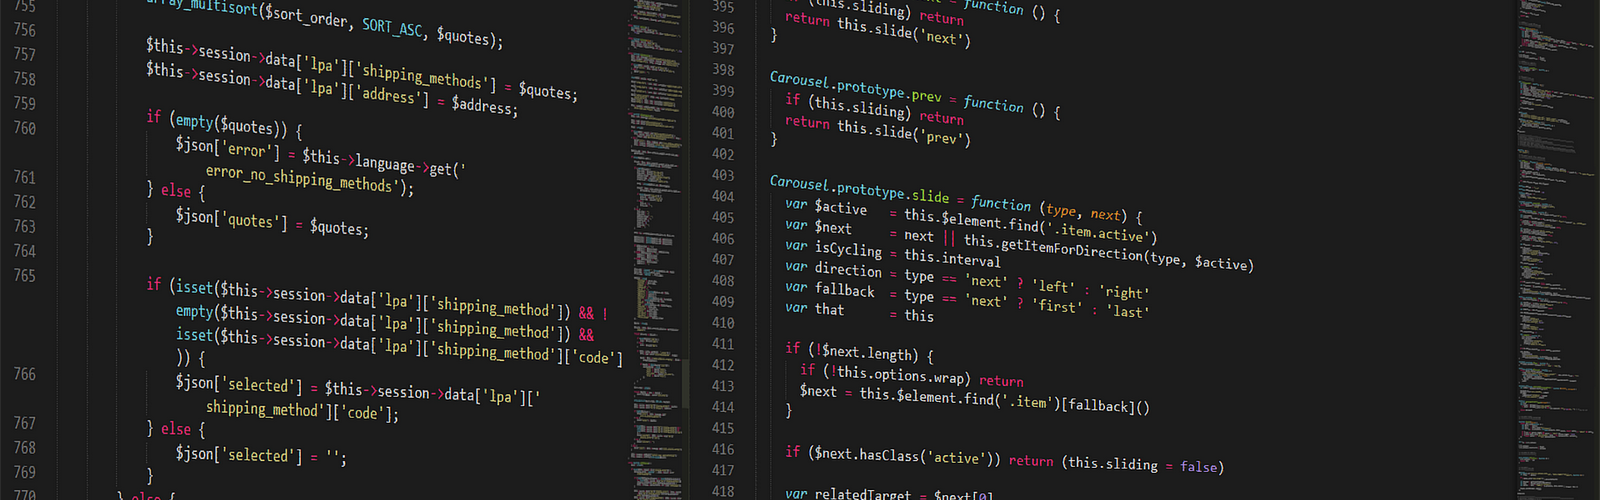 755 array_multisort($sort_order, SORT_ASC, $quotes);
756
757 $this->session->data['lpa']['shipping_methods'] = $quotes;
758 $this->session->data['lpa']['address'] = $address;
759 if (empty($quotes)) {
760 $json['error'] = $this->language->get('
error_no_shipping_methods');
761 } else {
762 $json['quotes'] = $quotes;
763 }
764
765 if (isset($this->session->data['lpa']['shipping_method']) && !
empty($this->session->data['lpa']['shipping_method']) &&
isset($this->session->data['lpa']['shipping_method']['code']
)) {
766 $json['selected'] = $this->session->data['lpa']['
shipping_method']['code'];
767 } else {
768 $json['selected'] = '';
769 }
770 } else {
= function () {
if (this.sliding) return
395 return this.slide('next')
396 }
397
398 Carousel.prototype.prev = function () {
399 if (this.sliding) return
400 return this.slide('prev')
401 }
402
403 Carousel.prototype.slide = function (type, next) {
404 var $active = this.$element.find('.item.active')
405 var $next = next || this.getItemForDirection(type, $active)
406 var isCycling = this.interval
407 var direction = type == 'next' ? 'left' : 'right'
408 var fallback = type == 'next' ? 'first' : 'last'
409 var that = this
410
411 if (!$next.length) {
412 if (!this.options.wrap) return
413 $next = this.$element.find('.item')[fallback]()
414 }
415
416 if ($next.hasClass('active')) return (this.sliding = false)
417
418 var relatedTarget = $next[0]